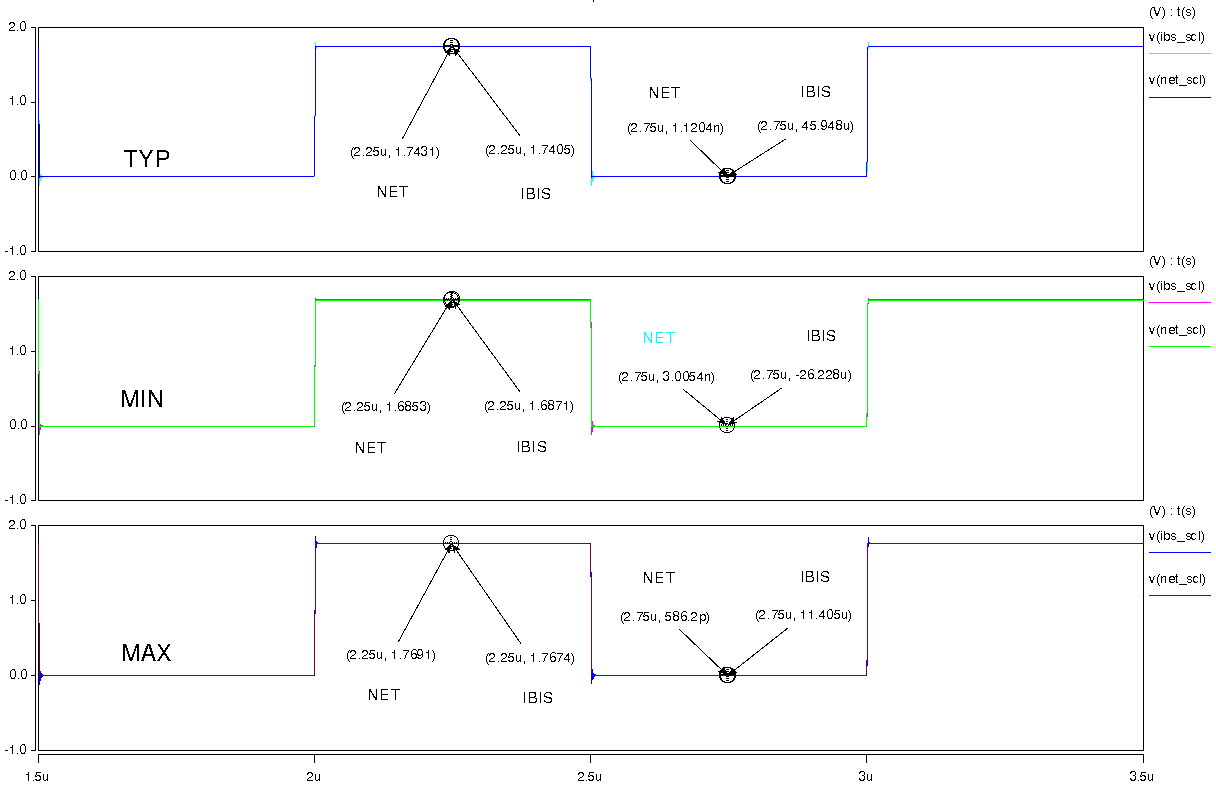 (V) : t(s)
2.0
v(ibs_scl)
v(net_scl)
NET
IBIS
1.0
(2.75u, 1.1204n)
(2.75u, 45.948u)
TYP
(2.25u, 1.7431)
(2.25u, 1.7405)
0.0
NET
IBIS
-1.0
(V) : t(s)
2.0
v(ibs_scl)
v(net_scl)
NET
IBIS
1.0
(2.75u, 3.0054n)
(2.75u, -26.228u)
MIN
(2.25u, 1.6853)
(2.25u, 1.6871)
0.0
NET
IBIS
-1.0
(V) : t(s)
2.0
v(ibs_scl)
v(net_scl)
NET
IBIS
1.0
(2.75u, 586.2p)
(2.75u, 11.405u)
MAX
(2.25u, 1.7691)
(2.25u, 1.7674)
0.0
NET
IBIS
-1.0
1.5u
2u
2.5u
3u
3.5u